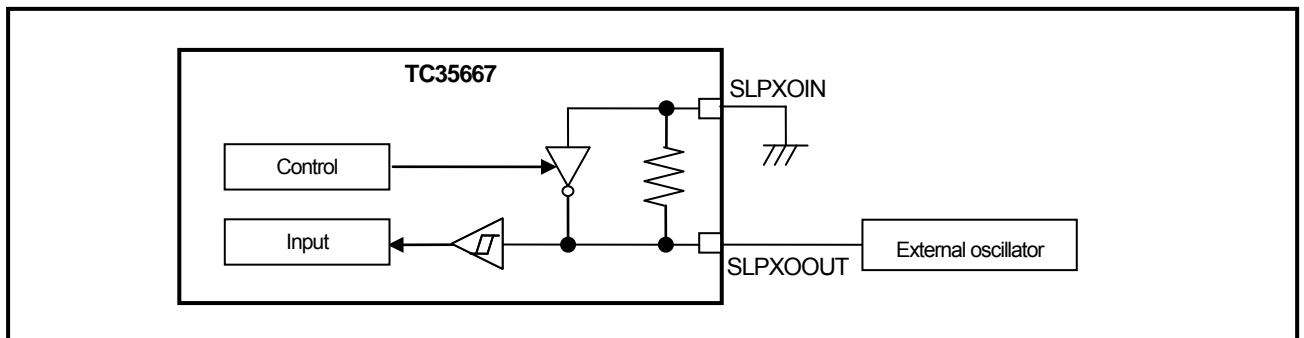 TC35667
SLPXOIN
Control
Input
SLPXOOUT
External oscillator